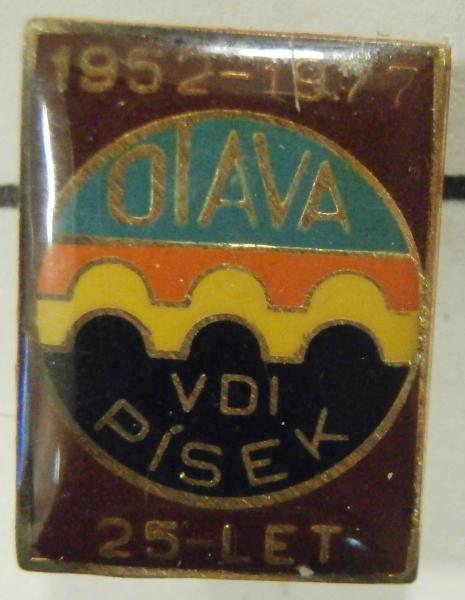 1952-1977
OTAVA
VDI
PÍSEK
25-LET